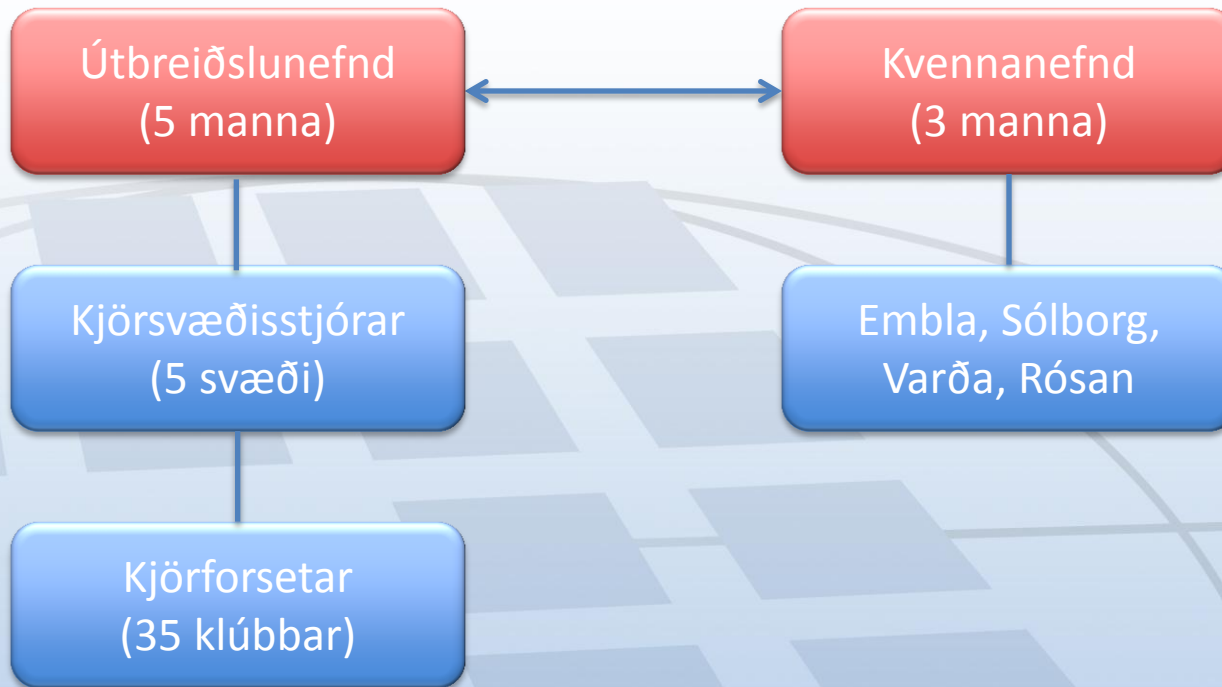 Útbreiðslunefnd
(5 manna)
Kvennanefnd
(3 manna)
Kjörsvæðisstjórar
(5 svæði)
Embla, Sólborg,
Varða, Rósan
Kjörforsetar
(35 klúbbar)